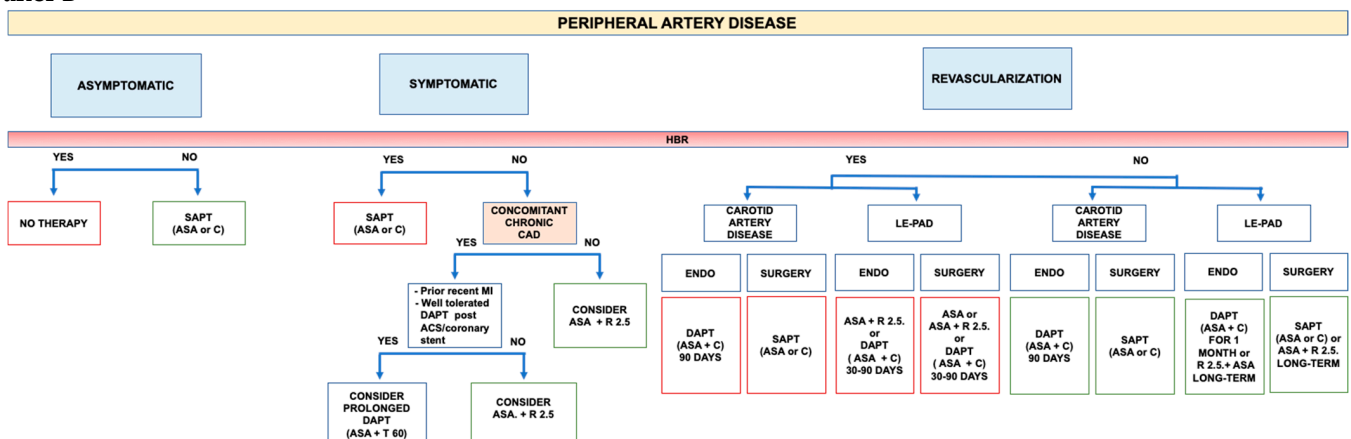 PERIPHERAL ARTERY DISEASE
ASYMPTOMATIC
SYMPTOMATIC
REVASCULARIZATION
HBR
YES
NO
YES
NO
YES
NO
NO THERAPY
SAPT
(ASA or C)
SAPT
(ASA or C)
CONCOMITANT
CHRONIC
CAD
CAROTID
ARTERY
DISEASE
LE-PAD
CAROTID
ARTERY
DISEASE
LE-PAD
YES
NO
- Prior recent MI
- Well tolerated
DAPT post
ACS/coronary
stent
CONSIDER
ASA + R 2.5
YES
NO
CONSIDER
PROLONGED
DAPT
(ASA + T 60)
CONSIDER
ASA. + R 2.5
ENDO
SURGERY
ENDO
SURGERY
ENDO
SURGERY
ENDO
SURGERY
DAPT
(ASA + C)
90 DAYS
SAPT
(ASA or C)
ASA + R 2.5.
or
DAPT
( ASA + C)
30-90 DAYS
ASA or
ASA + R 2.5.
or
DAPT
( ASA + C)
30-90 DAYS
DAPT
(ASA + C)
90 DAYS
SAPT
(ASA or C)
DAPT
(ASA + C)
FOR 1
MONTH or
R 2.5.+ ASA
LONG-TERM
SAPT
(ASA or C) or
ASA + R 2.5.
LONG-TERM